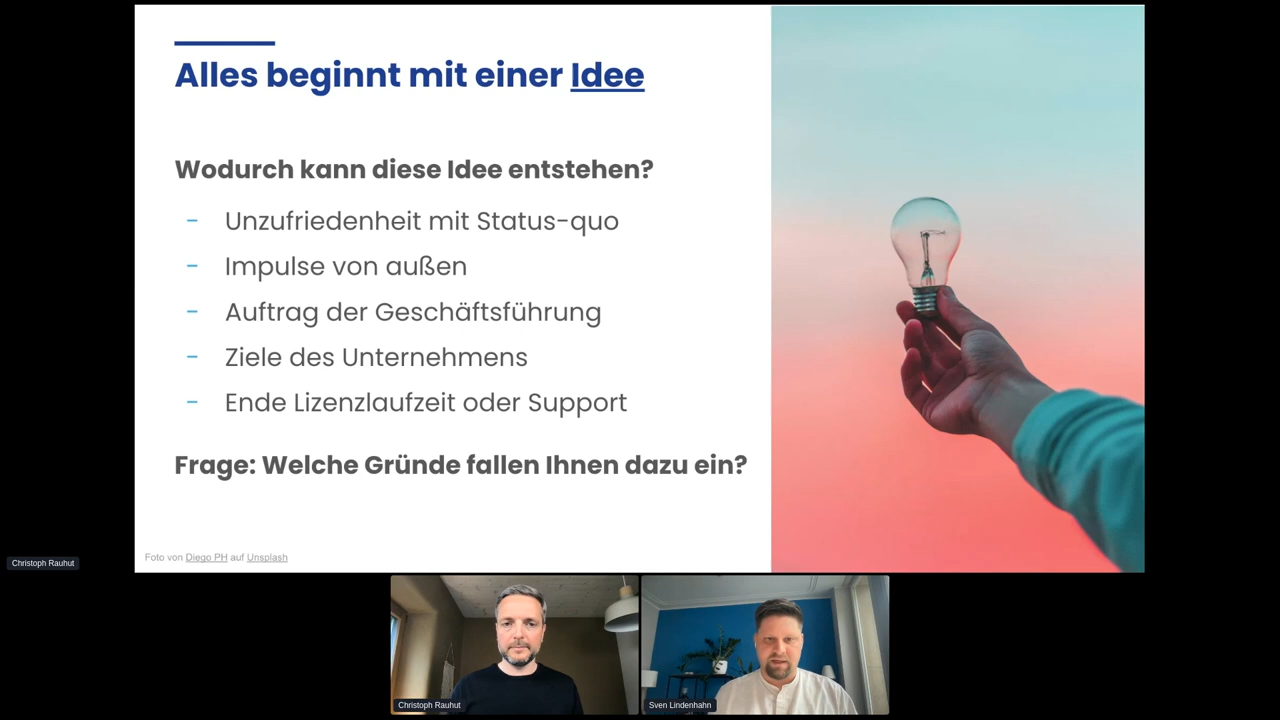 Alles beginnt mit einer Idee
Wodurch kann diese Idee entstehen?
- Unzufriedenheit mit Status-quo
- Impulse von außen
- Auftrag der Geschäftsführung
- Ziele des Unternehmens
- Ende Lizenzlaufzeit oder Support
Frage: Welche Gründe fallen Ihnen dazu ein?
Foto von Diego PH auf Unsplash
Christoph Rauhut
Christoph Rauhut
Sven Lindenhahn